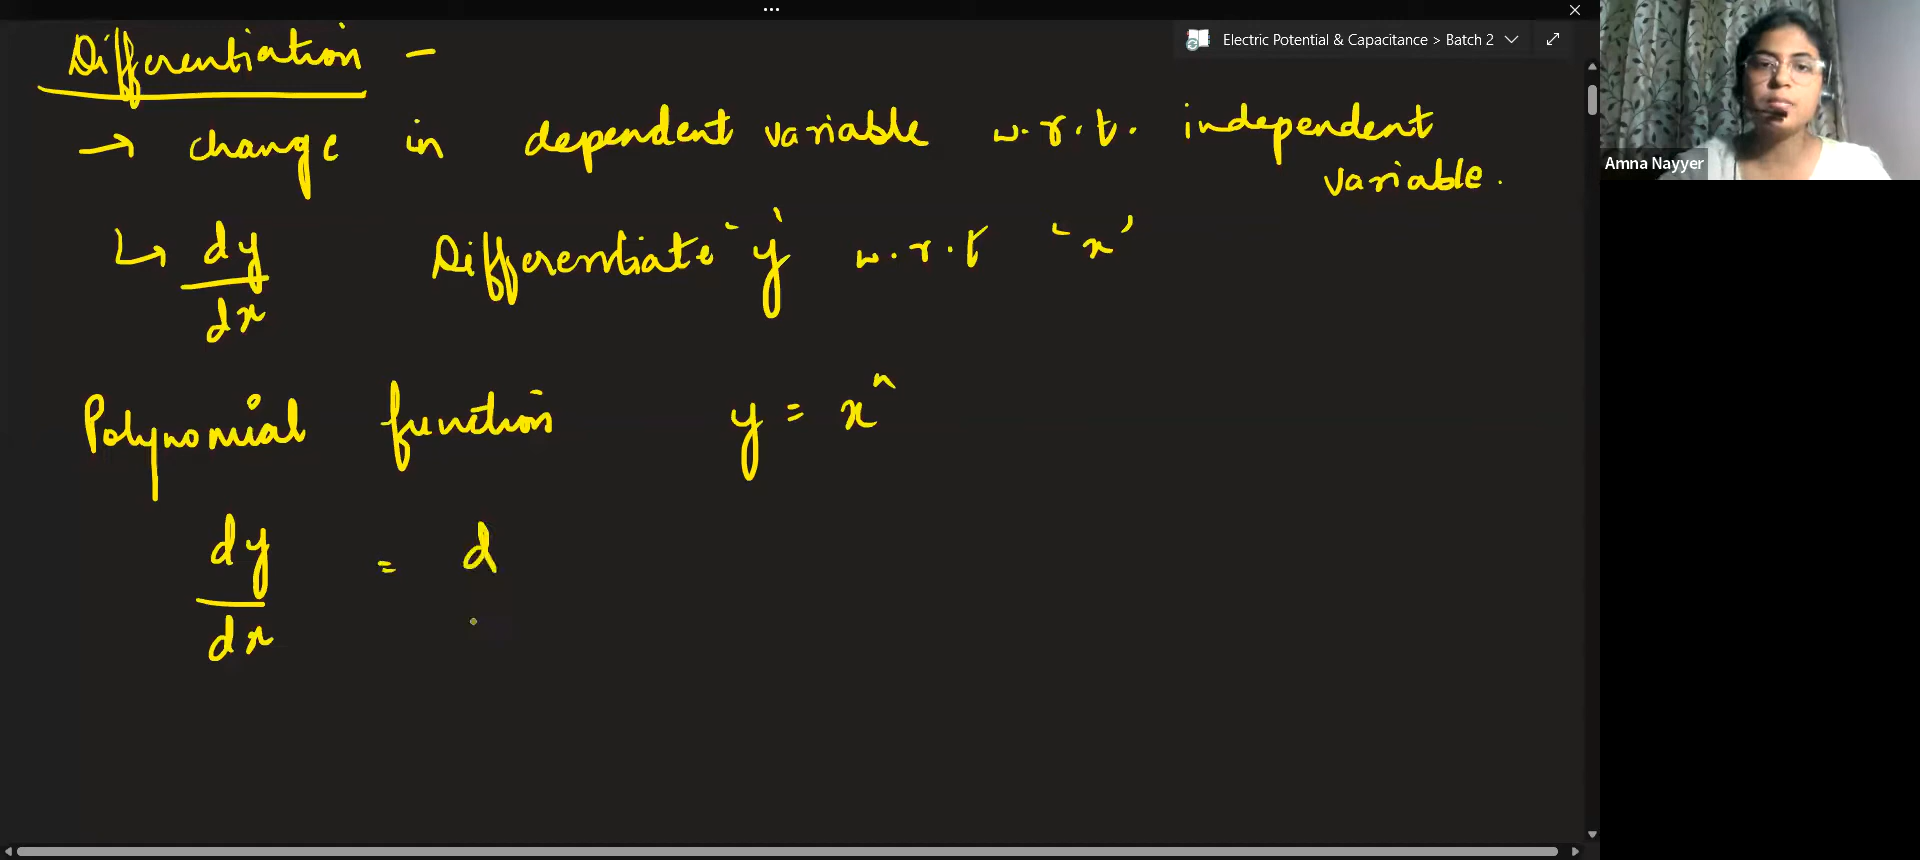 Electric Potential & Capacitance > Batch 2
Differentiation -
→ change in dependent variable w.r.t. independent
variable.
↳ dy/dx Differentiate 'y' w.r.t 'x'
Polynomial function y = xⁿ
dy/dx = d
Amna Nayyer